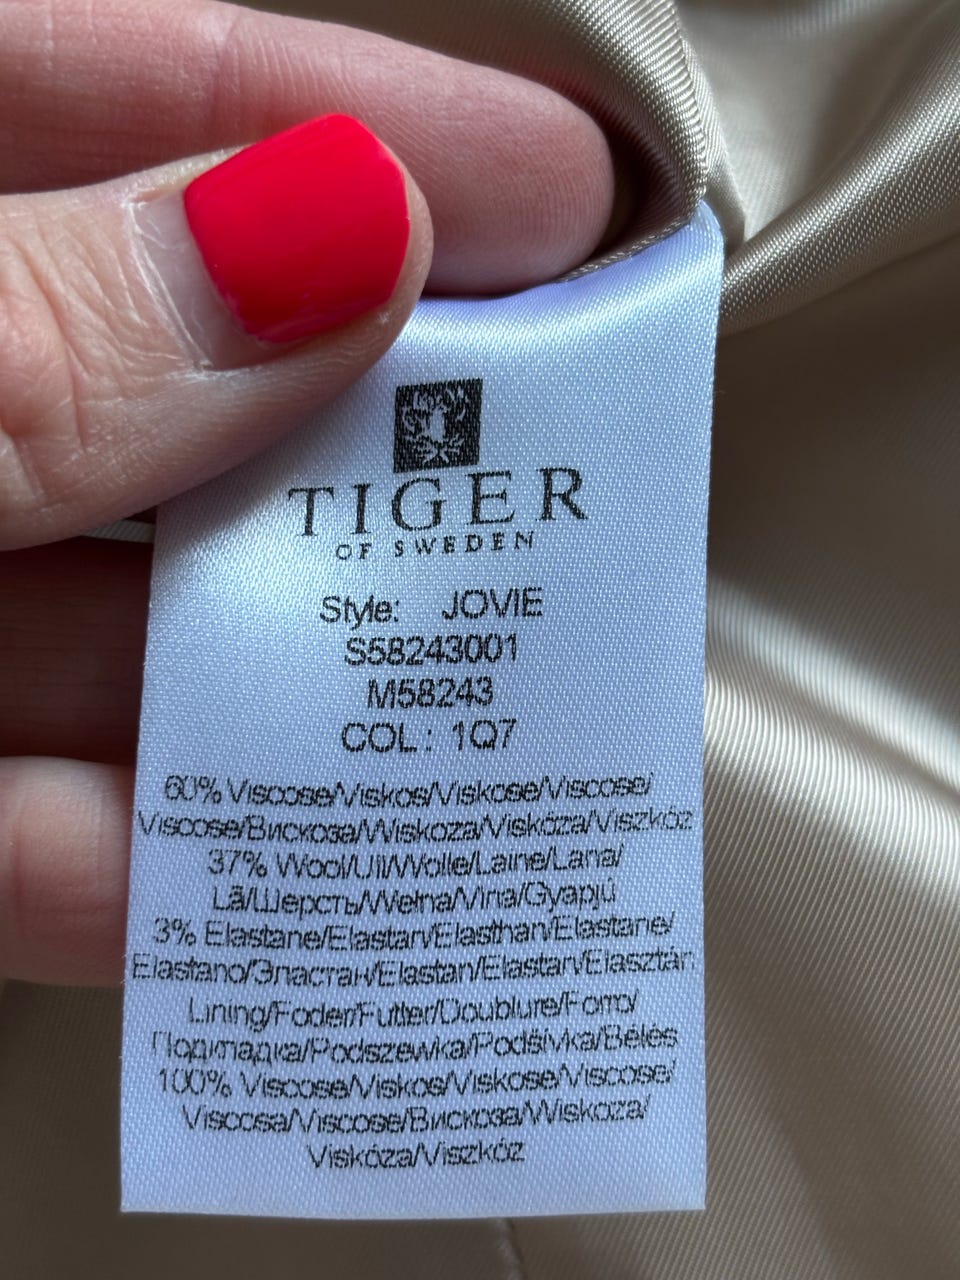 TIGER
OF SWEDEN
Style: JOVIE
S58243001
M58243
COL: 1Q7
60% Viscose/Viskos/Viskose/Viscose/
Viscose/Вискоза/Wiskoza/Viskóza/Viszkóz
37% Wool/Ull/Wolle/Laine/Lana/
Lã/Шерсть/Wełna/Vlna/Gyapjú
3% Elastane/Elastan/Elasthan/Elastane/
Elastano/Эластан/Elastan/Elastan/Elasztán
Lining/Foder/Futter/Doublure/Forro/
Подкладка/Podszewka/Podšívka/Bélés
100% Viscose/Viskos/Viskose/Viscose/
Viscosa/Viscose/Вискоза/Wiskoza/
Viskóza/Viszkóz